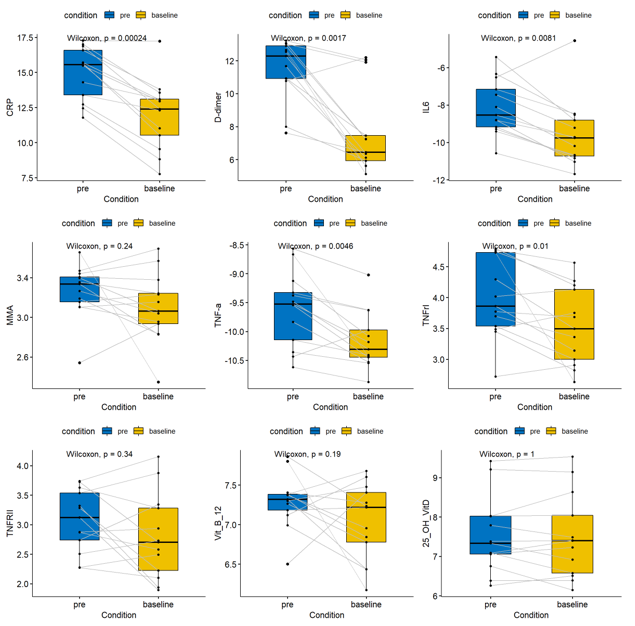 condition pre baseline
Wilcoxon, p = 0.00024
17.5
15.0
12.5
10.0
7.5
CRP
pre baseline
Condition
condition pre baseline
Wilcoxon, p = 0.0017
12
10
8
6
D-dimer
pre baseline
Condition
condition pre baseline
Wilcoxon, p = 0.0081
-6
-8
-10
-12
IL6
pre baseline
Condition
condition pre baseline
Wilcoxon, p = 0.24
3.4
3.0
2.6
MMA
pre baseline
Condition
condition pre baseline
Wilcoxon, p = 0.0046
-8.5
-9.0
-9.5
-10.0
-10.5
TNF-a
pre baseline
Condition
condition pre baseline
Wilcoxon, p = 0.01
4.5
4.0
3.5
3.0
TNFrI
pre baseline
Condition
condition pre baseline
Wilcoxon, p = 0.34
4.0
3.5
3.0
2.5
2.0
TNFRII
pre baseline
Condition
condition pre baseline
Wilcoxon, p = 0.19
7.5
7.0
6.5
Vit_B_12
pre baseline
Condition
condition pre baseline
Wilcoxon, p = 1
9
8
7
6
25_OH_VitD
pre baseline
Condition